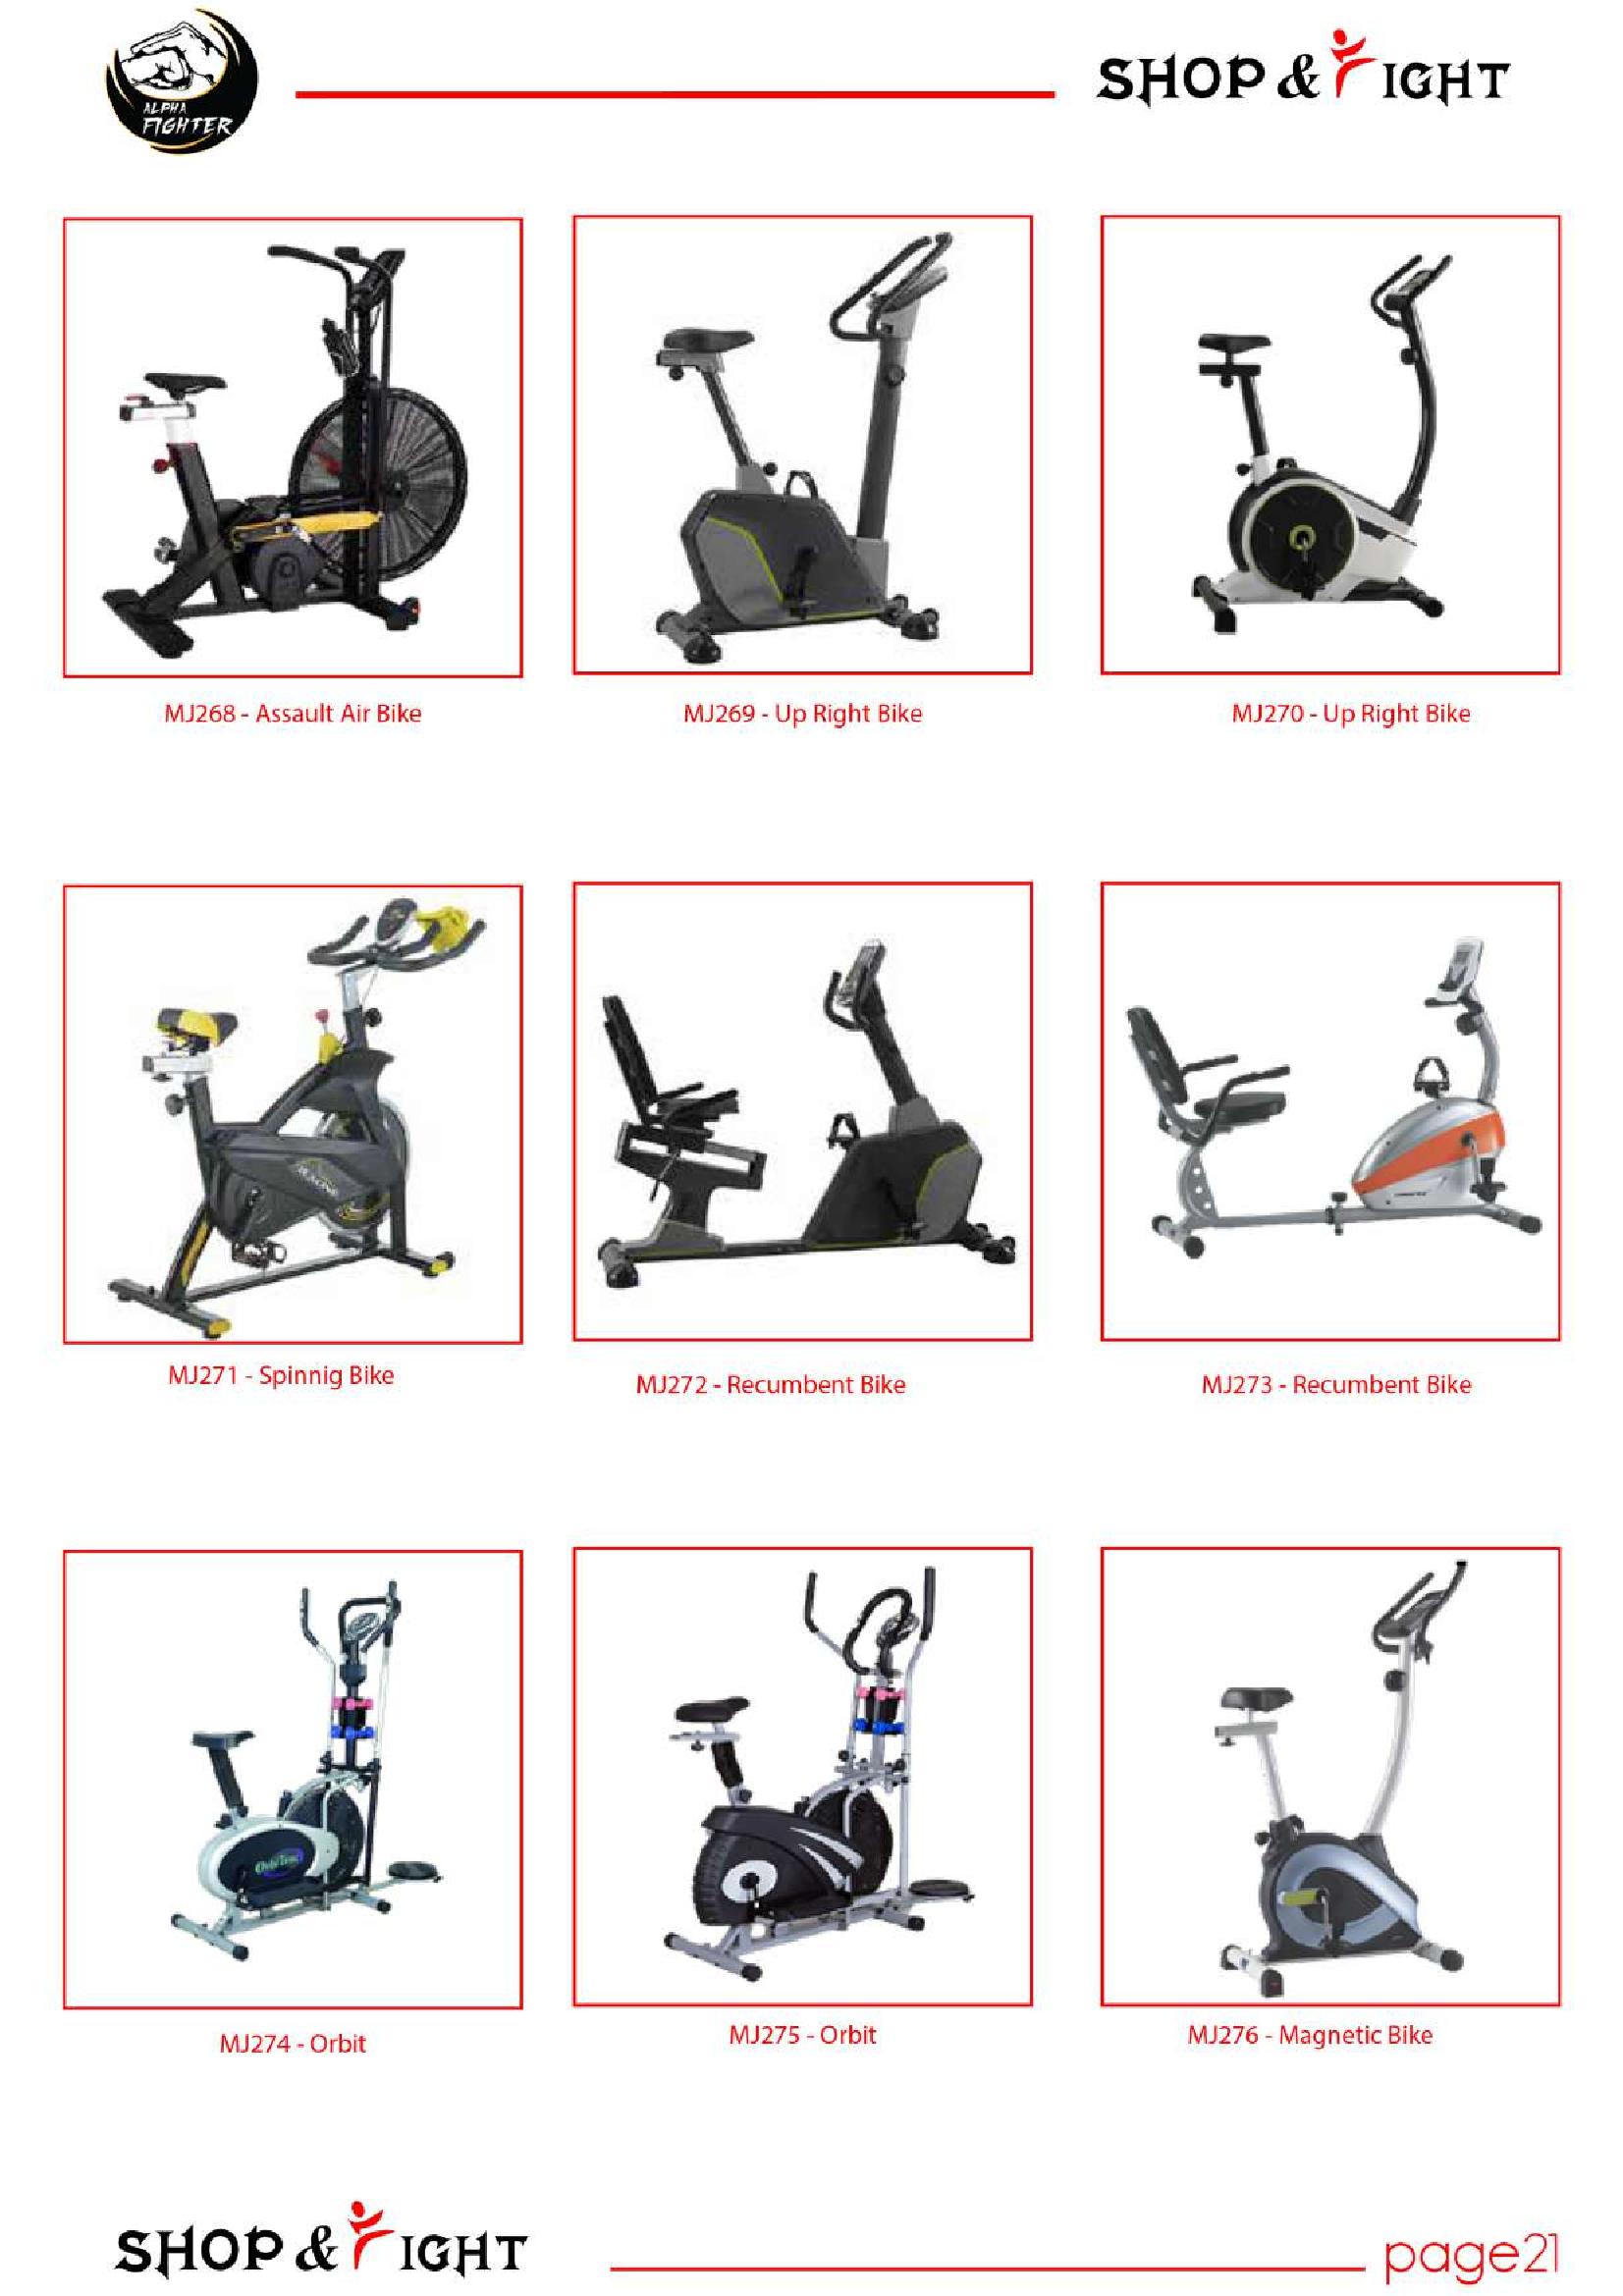 ALPHA
FIGHTER
SHOP & FIGHT
MJ268 - Assault Air Bike
MJ269 - Up Right Bike
MJ270 - Up Right Bike
MJ271 - Spinnig Bike
MJ272 - Recumbent Bike
MJ273 - Recumbent Bike
MJ274 - Orbit
MJ275 - Orbit
MJ276 - Magnetic Bike
SHOP & FIGHT
page21